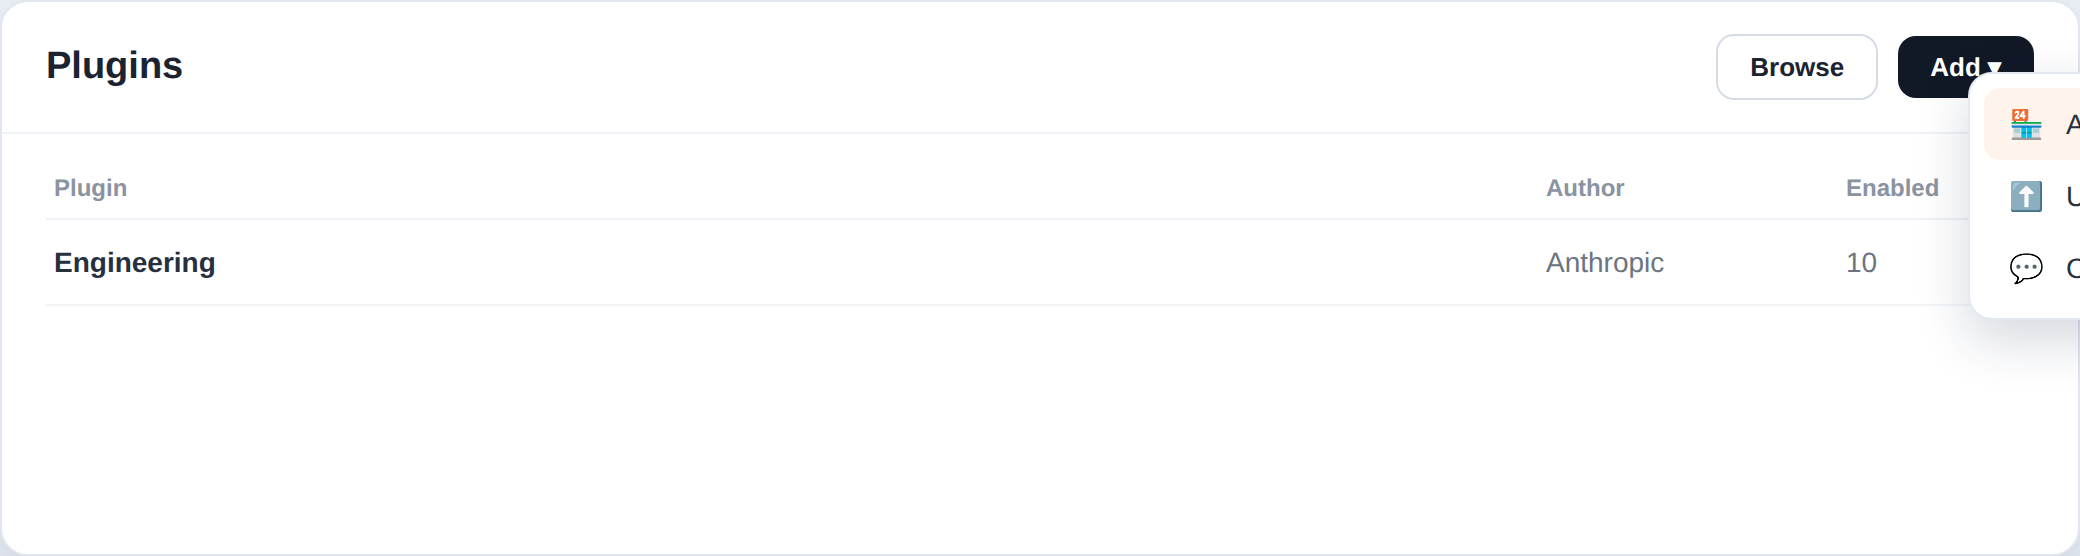 Plugins
Browse
Add ▾
Plugin Author Enabled
Engineering Anthropic 10